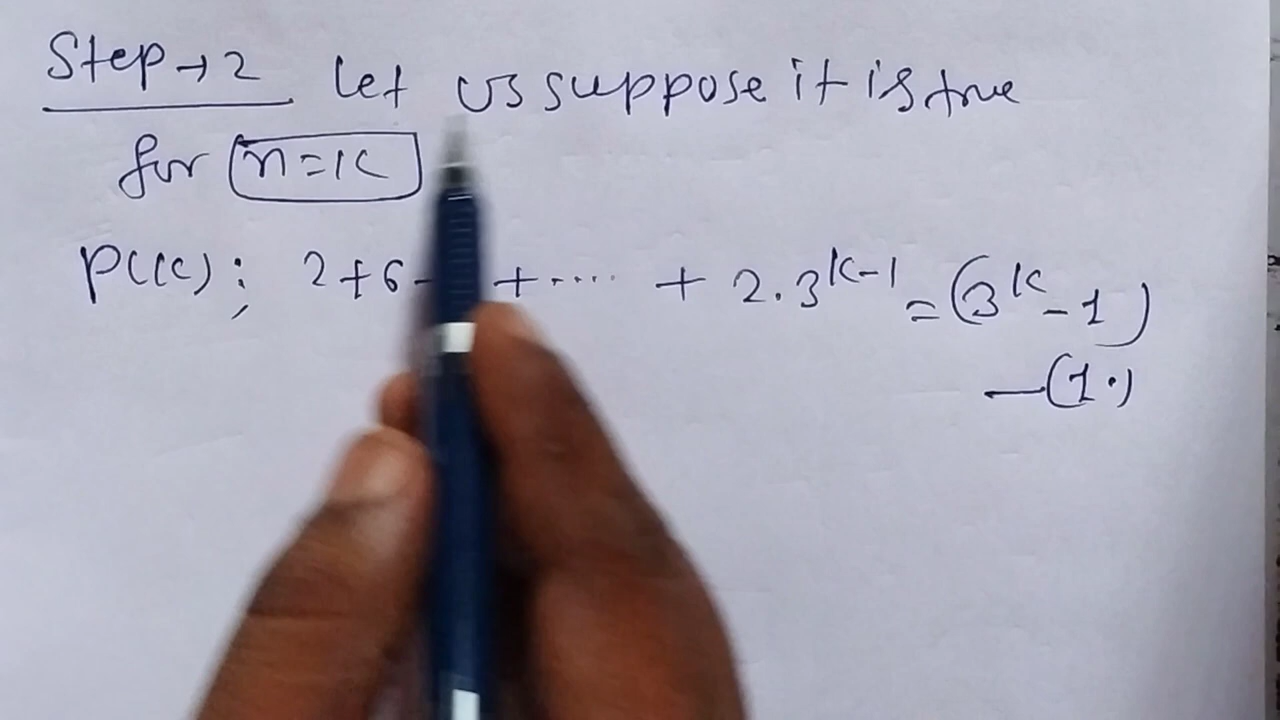 Step→2 Let us suppose it is true
for n=k
P(k); 2+6 + .... + 2.3^k-1 = (3^k - 1)
—(1.)